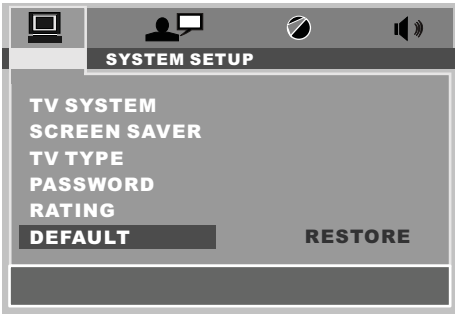 SYSTEM SETUP
TV SYSTEM
SCREEN SAVER
TV TYPE
PASSWORD
RATING
DEFAULT RESTORE